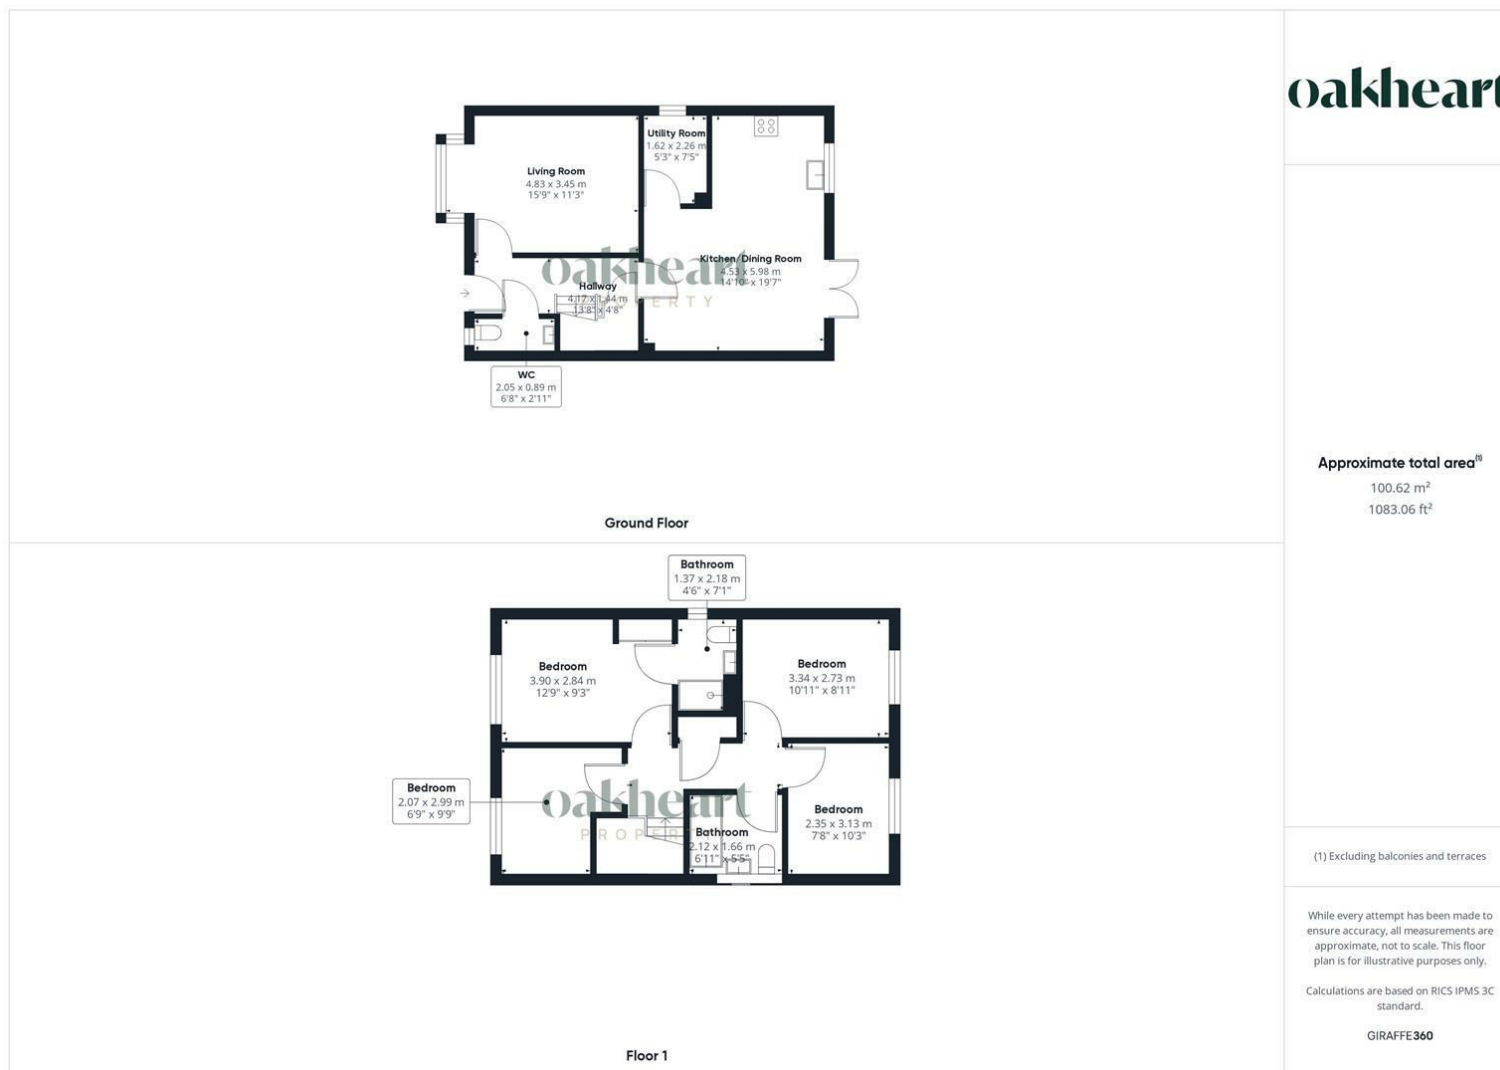 Living Room
4.83 x 3.45 m
15'9" x 11'3"
Utility Room
1.62 x 2.26 m
5'3" x 7'5"
Kitchen/Dining Room
4.53 x 5.98 m
14'10" x 19'7"
oakheart
PROPERTY
Hallway
4.17 x 1.44 m
13'8" x 4'8"
WC
2.05 x 0.89 m
6'8" x 2'11"
Ground Floor
Bathroom
1.37 x 2.18 m
4'6" x 7'1"
Bedroom
3.90 x 2.84 m
12'9" x 9'3"
Bedroom
3.34 x 2.73 m
10'11" x 8'11"
Bedroom
2.07 x 2.99 m
6'9" x 9'9"
oakheart
PROPERTY
Bathroom
2.12 x 1.66 m
6'11" x 5'5"
Bedroom
2.35 x 3.13 m
7'8" x 10'3"
Floor 1
oakheart
Approximate total area(1)
100.62 m²
1083.06 ft²
(1) Excluding balconies and terraces
While every attempt has been made to
ensure accuracy, all measurements are
approximate, not to scale. This floor
plan is for illustrative purposes only.
Calculations are based on RICS IPMS 3C
standard.
GIRAFFE360